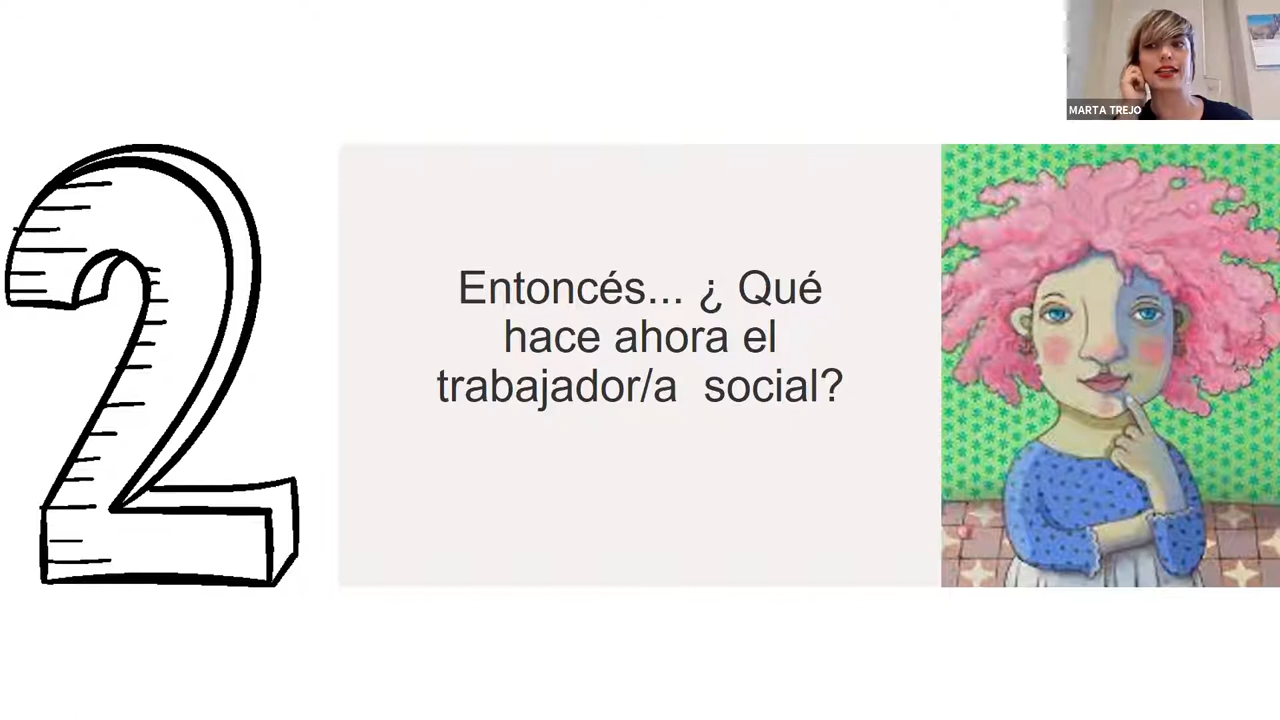 MARTA TREJO
2
Entoncés... ¿ Qué
hace ahora el
trabajador/a  social?